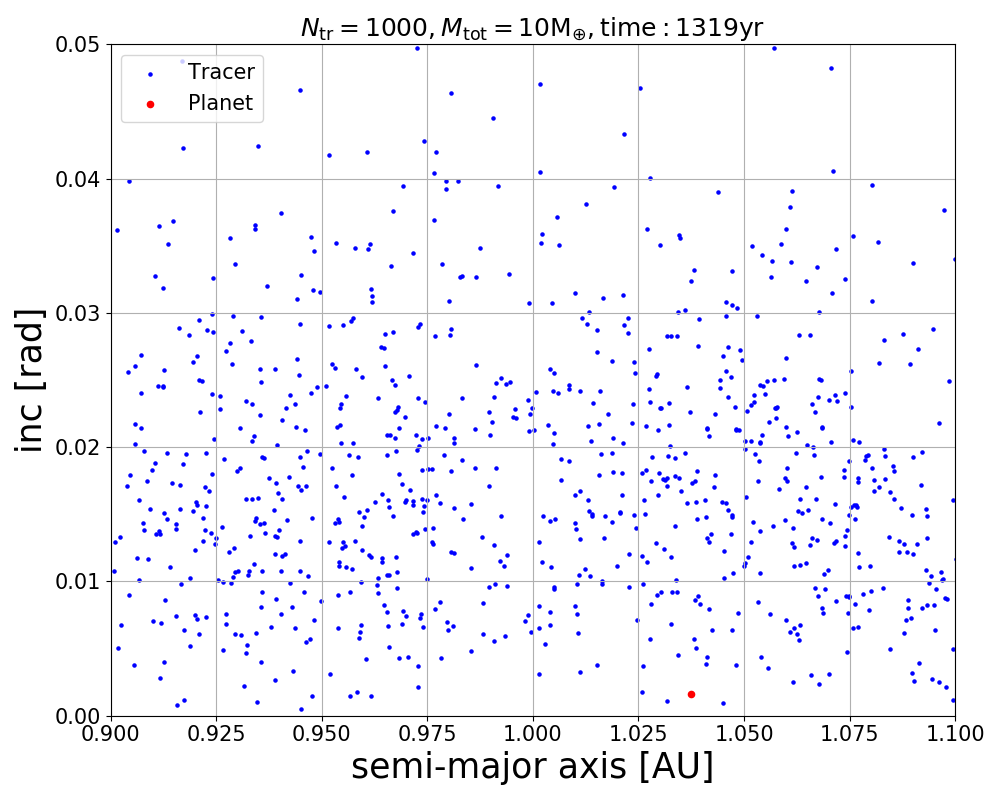 N_tr = 1000, M_tot = 10M_⊕, time : 1319yr
Tracer
Planet
0.05
0.04
0.03
0.02
0.01
0.00
inc [rad]
0.900 0.925 0.950 0.975 1.000 1.025 1.050 1.075 1.100
semi-major axis [AU]